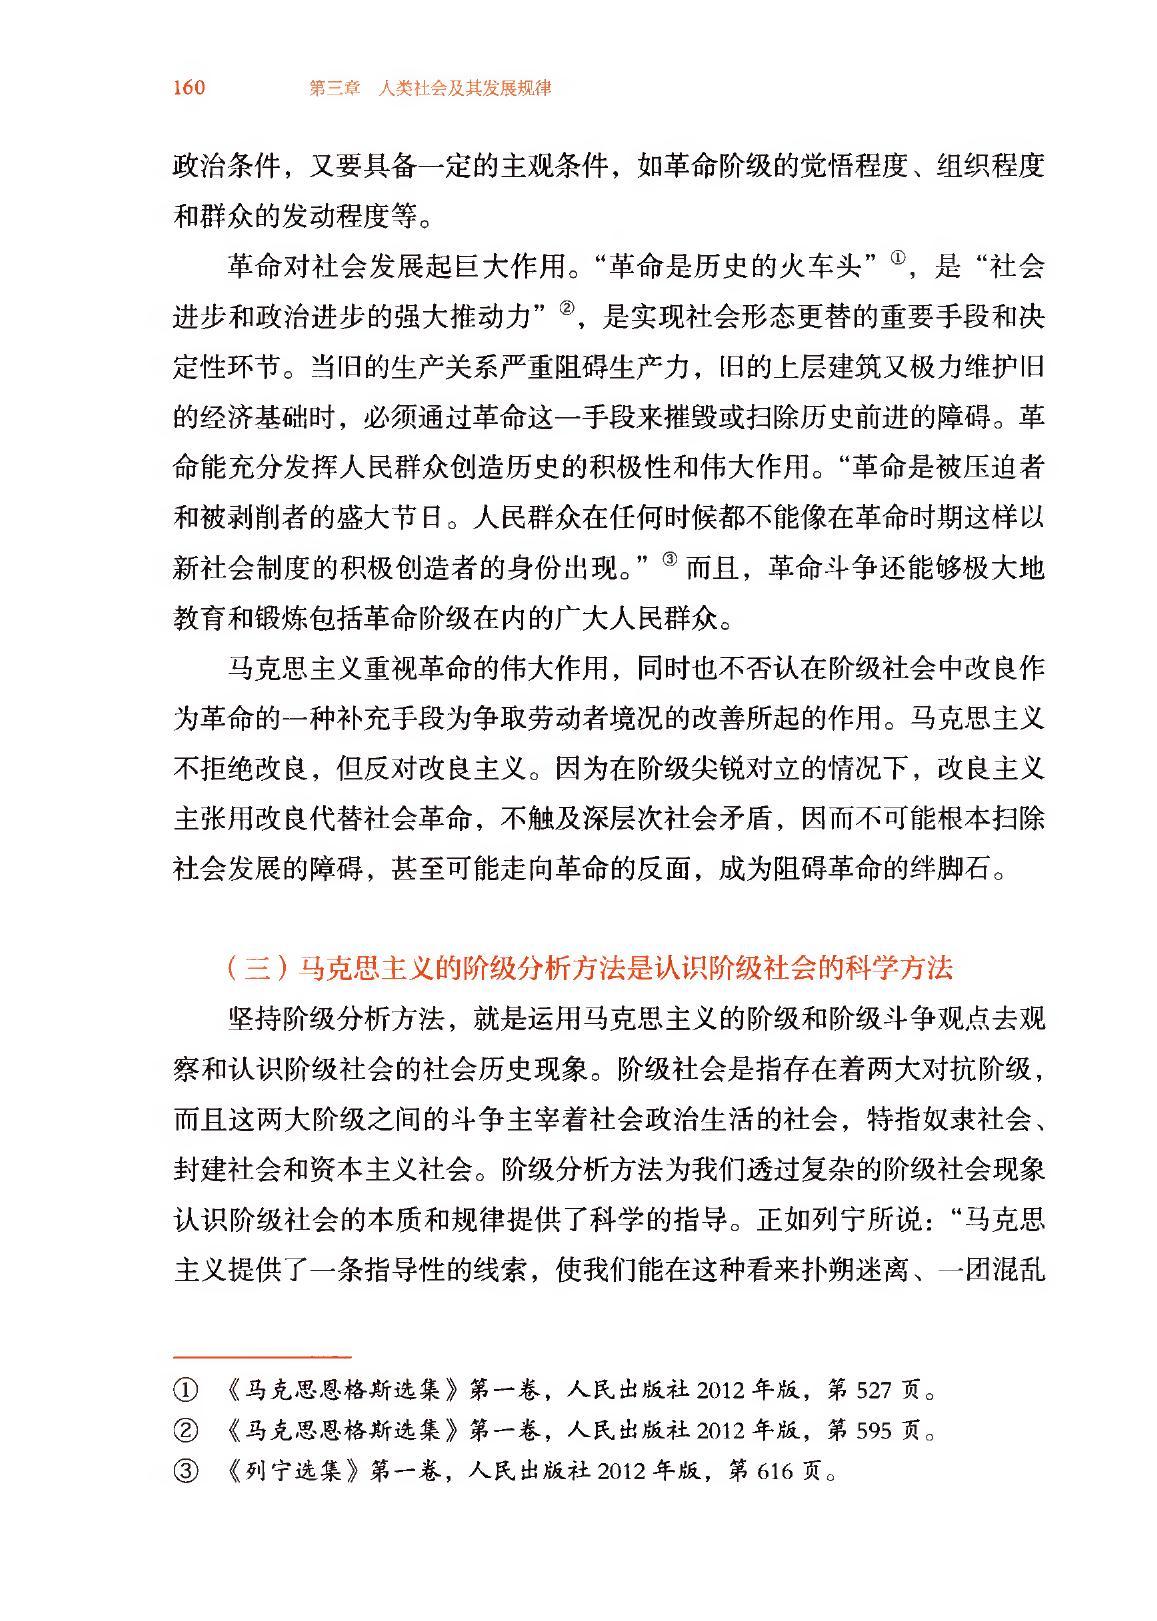 160 第三章 人类社会及其发展规律
政治条件，又要具备一定的主观条件，如革命阶级的觉悟程度、组织程度
和群众的发动程度等。
革命对社会发展起巨大作用。“革命是历史的火车头”①，是“社会
进步和政治进步的强大推动力”②，是实现社会形态更替的重要手段和决
定性环节。当旧的生产关系严重阻碍生产力，旧的上层建筑又极力维护旧
的经济基础时，必须通过革命这一手段来摧毁或扫除历史前进的障碍。革
命能充分发挥人民群众创造历史的积极性和伟大作用。“革命是被压迫者
和被剥削者的盛大节日。人民群众在任何时候都不能像在革命时期这样以
新社会制度的积极创造者的身份出现。”③而且，革命斗争还能够极大地
教育和锻炼包括革命阶级在内的广大人民群众。
马克思主义重视革命的伟大作用，同时也不否认在阶级社会中改良作
为革命的一种补充手段为争取劳动者境况的改善所起的作用。马克思主义
不拒绝改良，但反对改良主义。因为在阶级尖锐对立的情况下，改良主义
主张用改良代替社会革命，不触及深层次社会矛盾，因而不可能根本扫除
社会发展的障碍，甚至可能走向革命的反面，成为阻碍革命的绊脚石。
（三）马克思主义的阶级分析方法是认识阶级社会的科学方法
坚持阶级分析方法，就是运用马克思主义的阶级和阶级斗争观点去观
察和认识阶级社会的社会历史现象。阶级社会是指存在着两大对抗阶级，
而且这两大阶级之间的斗争主宰着社会政治生活的社会，特指奴隶社会、
封建社会和资本主义社会。阶级分析方法为我们透过复杂的阶级社会现象
认识阶级社会的本质和规律提供了科学的指导。正如列宁所说：“马克思
主义提供了一条指导性的线索，使我们能在这种看来扑朔迷离、一团混乱
① 《马克思恩格斯选集》第一卷，人民出版社2012年版，第527页。
② 《马克思恩格斯选集》第一卷，人民出版社2012年版，第595页。
③ 《列宁选集》第一卷，人民出版社2012年版，第616页。